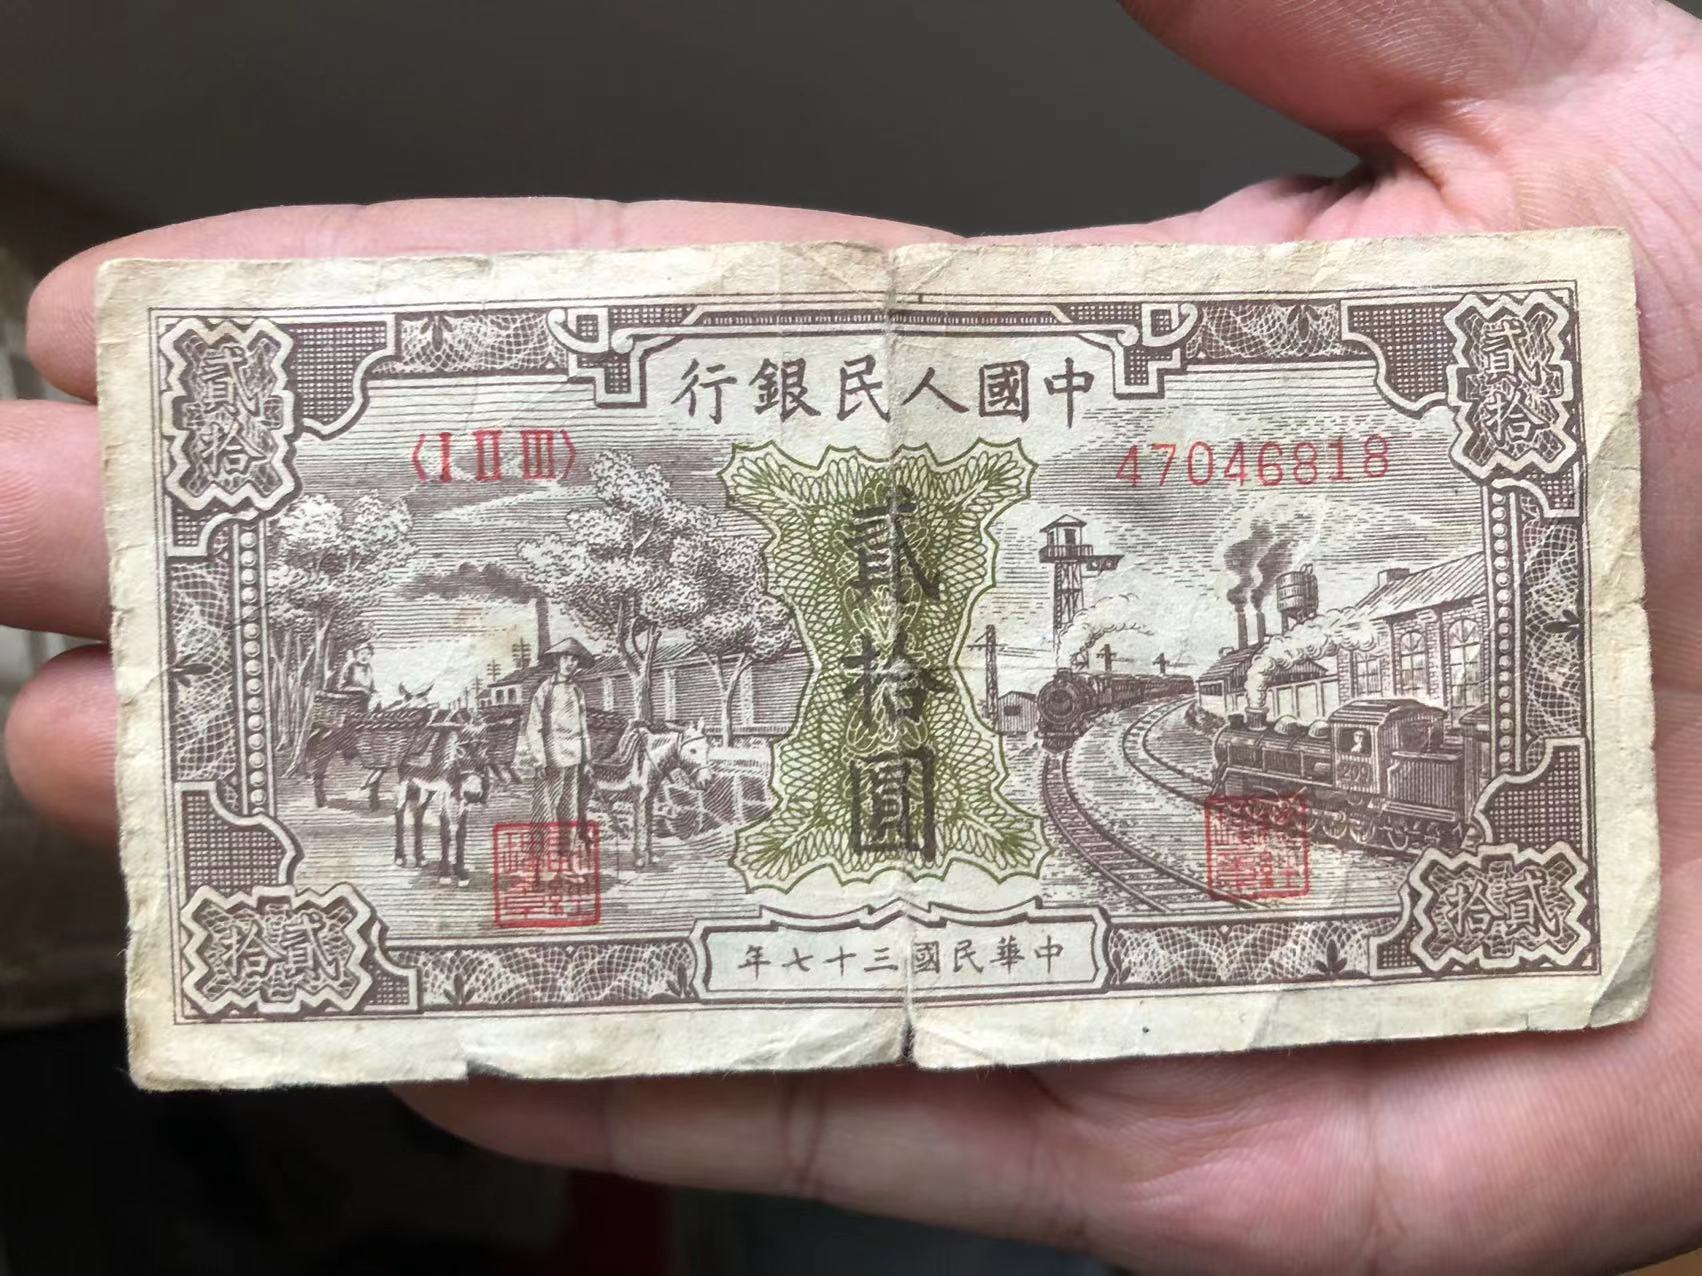 中國人民銀行
貳拾
貳拾
〈I II III〉
47046818
貳拾圓
貳拾
貳拾
中華民國三十七年